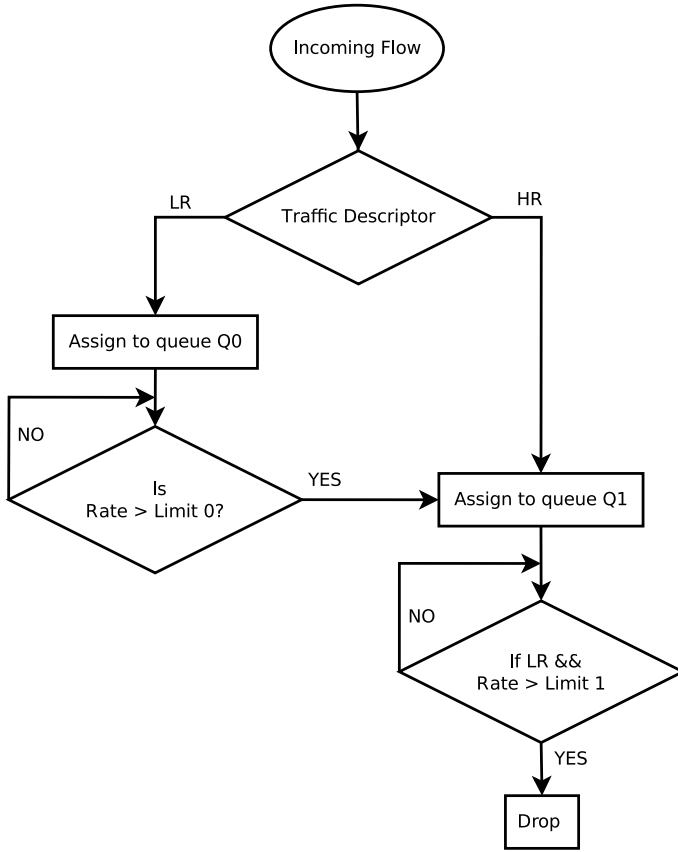 Incoming Flow
Traffic Descriptor
LR
HR
Assign to queue Q0
NO
Is
Rate > Limit 0?
YES
Assign to queue Q1
NO
If LR &&
Rate > Limit 1
YES
Drop